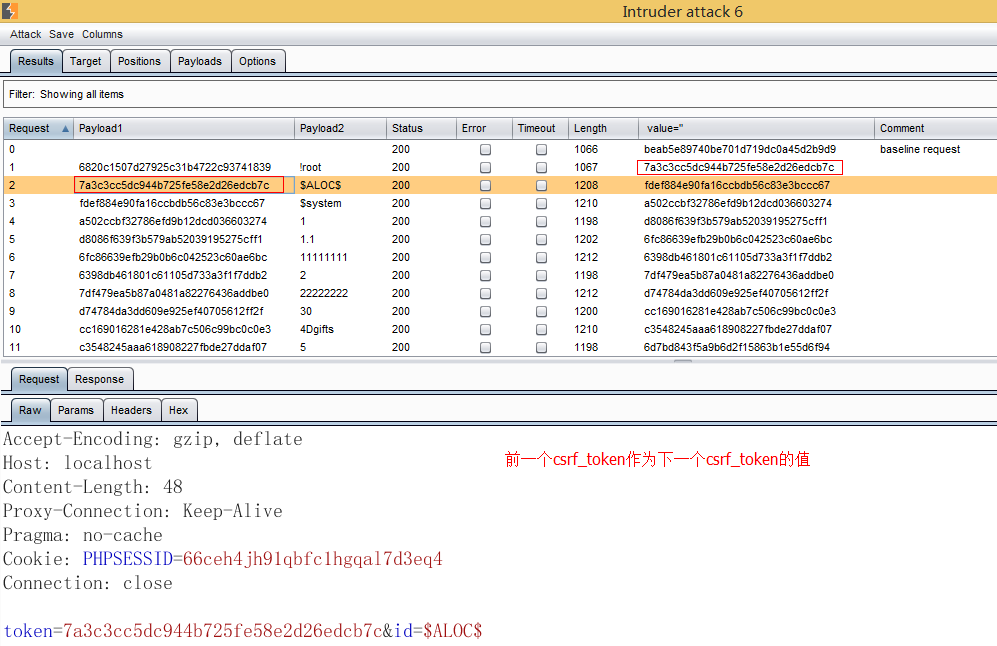 Intruder attack 6
Attack Save Columns
Results Target Positions Payloads Options
Filter: Showing all items
Request Payload1 Payload2 Status Error Timeout Length value=" Comment
0 200 1066 beab5e89740be701d719dc0a45d2b9d9 baseline request
1 6820c1507d27925c31b4722c93741839 !root 200 1067 7a3c3cc5dc944b725fe58e2d26edcb7c
2 7a3c3cc5dc944b725fe58e2d26edcb7c $ALOC$ 200 1208 fdef884e90fa16ccbdb56c83e3bccc67
3 fdef884e90fa16ccbdb56c83e3bccc67 $system 200 1210 a502ccbf32786efd9b12dcd036603274
4 a502ccbf32786efd9b12dcd036603274 1 200 1198 d8086f639f3b579ab52039195275cff1
5 d8086f639f3b579ab52039195275cff1 1.1 200 1202 6fc86639efb29b0b6c042523c60ae6bc
6 6fc86639efb29b0b6c042523c60ae6bc 11111111 200 1212 6398db461801c61105d733a3f1f7ddb2
7 6398db461801c61105d733a3f1f7ddb2 2 200 1198 7df479ea5b87a0481a82276436addbe0
8 7df479ea5b87a0481a82276436addbe0 22222222 200 1212 d74784da3dd609e925ef40705612ff2f
9 d74784da3dd609e925ef40705612ff2f 30 200 1200 cc169016281e428ab7c506c99bc0c0e3
10 cc169016281e428ab7c506c99bc0c0e3 4Dgifts 200 1210 c3548245aaa618908227fbde27ddaf07
11 c3548245aaa618908227fbde27ddaf07 5 200 1198 6d7bd843f5a9b6d2f15863b1e55d6f94
Request Response
Raw Params Headers Hex
Accept-Encoding: gzip, deflate
Host: localhost
前一个csrf_token作为下一个csrf_token的值
Content-Length: 48
Proxy-Connection: Keep-Alive
Pragma: no-cache
Cookie: PHPSESSID=66ceh4jh91qbfc1hgqal7d3eq4
Connection: close
token=7a3c3cc5dc944b725fe58e2d26edcb7c&id=$ALOC$